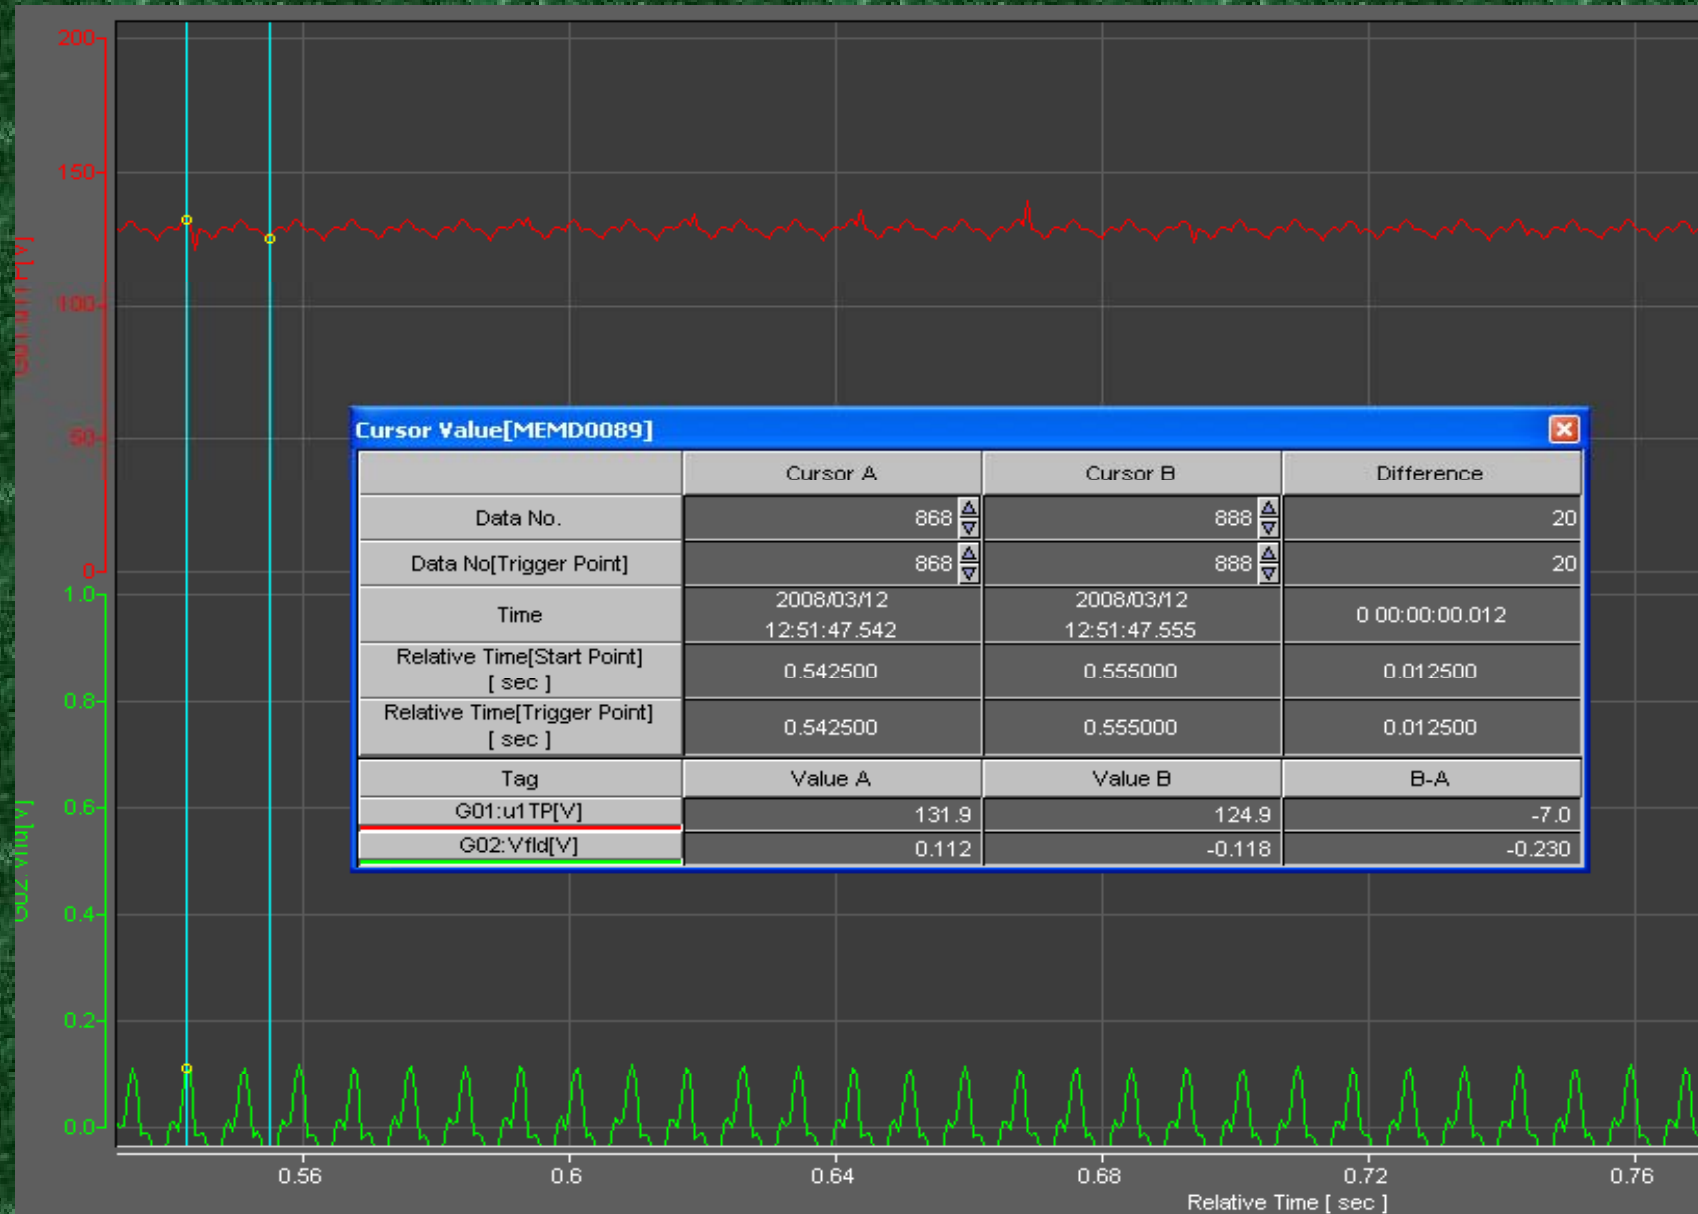 200
150
100
50
0
G01:u1TP[V]
1.0
0.8
0.6
0.4
0.2
0.0
G02:Vfld[V]
Cursor Value[MEMD0089]
Cursor A Cursor B Difference
Data No. 868 888 20
Data No[Trigger Point] 868 888 20
Time 2008/03/12 12:51:47.542 2008/03/12 12:51:47.555 0 00:00:00.012
Relative Time[Start Point] [ sec ] 0.542500 0.555000 0.012500
Relative Time[Trigger Point] [ sec ] 0.542500 0.555000 0.012500
Tag Value A Value B B-A
G01:u1TP[V] 131.9 124.9 -7.0
G02:Vfld[V] 0.112 -0.118 -0.230
0.56 0.6 0.64 0.68 0.72 0.76
Relative Time [ sec ]